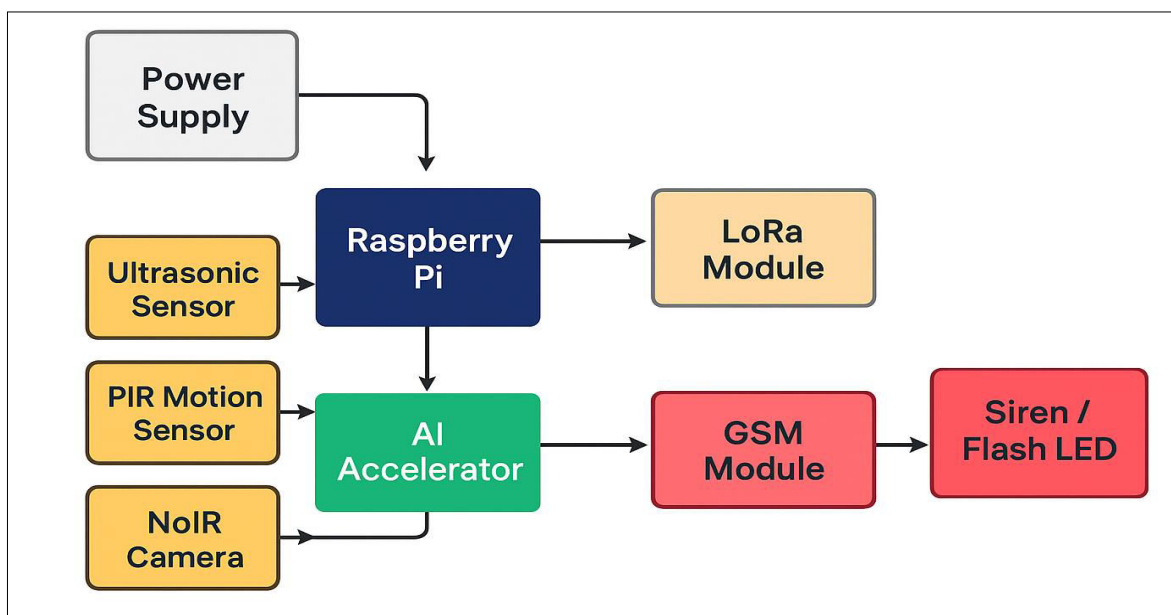 Power
Supply
Raspberry
Pi
LoRa
Module
Ultrasonic
Sensor
PIR Motion
Sensor
AI
Accelerator
GSM
Module
Siren /
Flash LED
NoIR
Camera